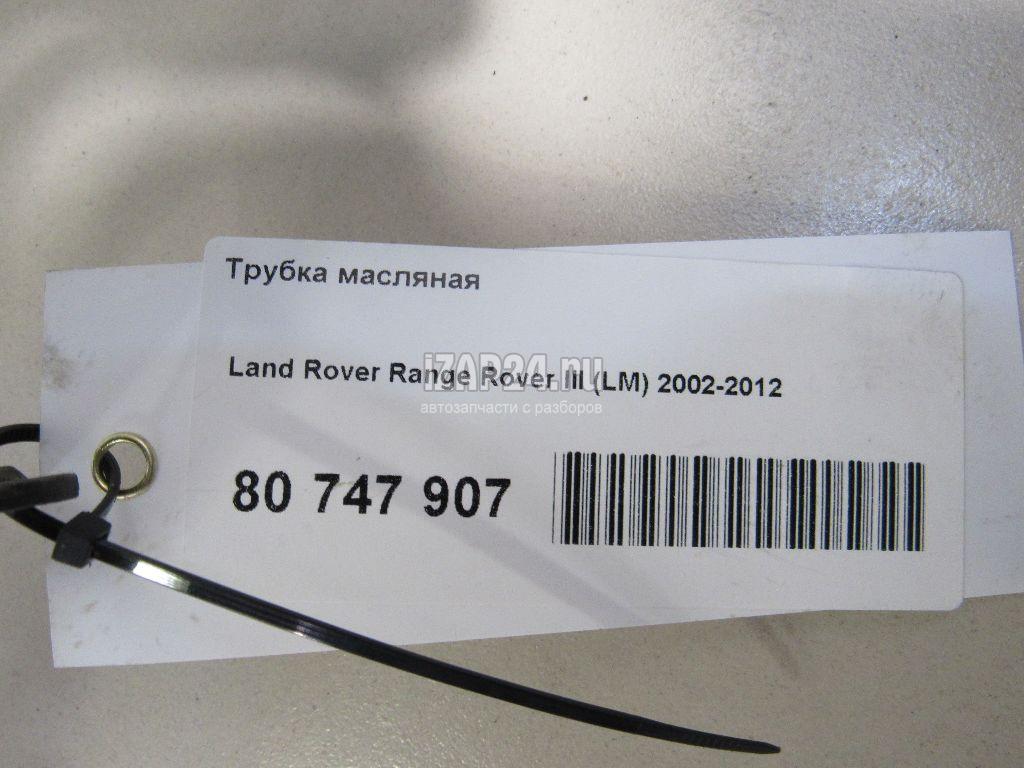 Трубка масляная
iZAP24.ru
Land Rover Range Rover III (LM) 2002-2012
автозапчасти с разборов
80 747 907